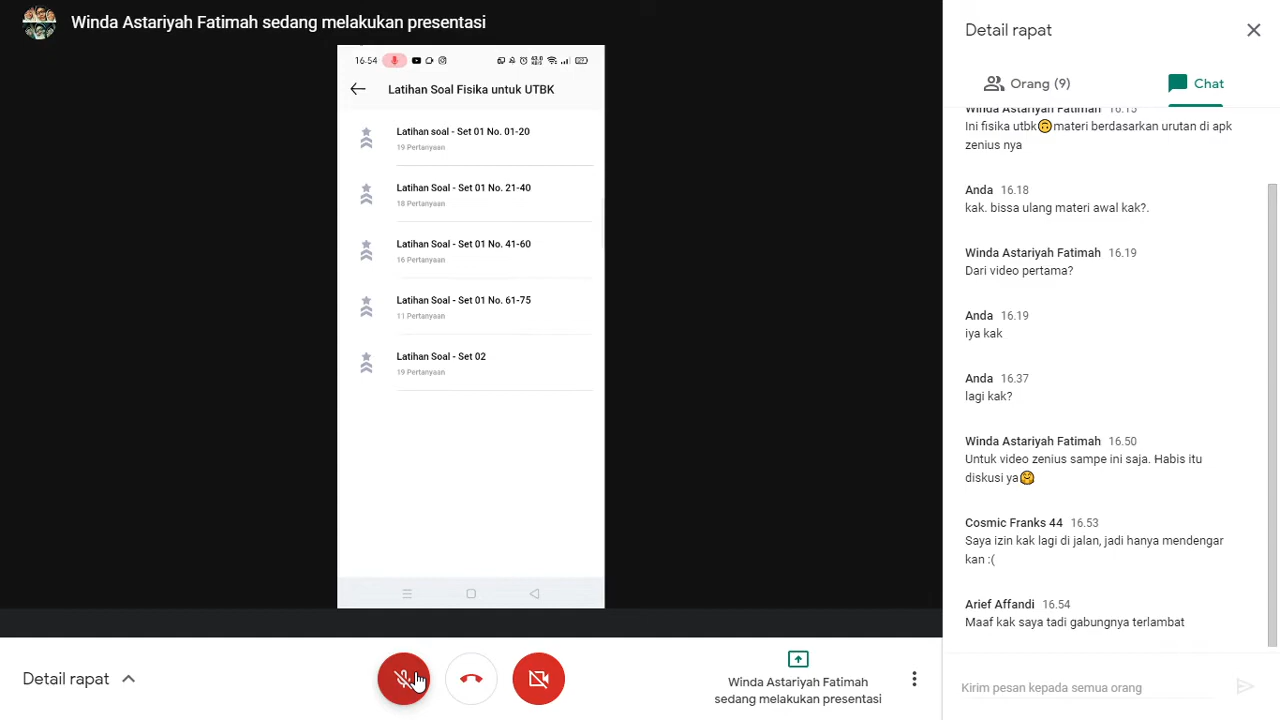 Winda Astariyah Fatimah sedang melakukan presentasi
16.54
Latihan Soal Fisika untuk UTBK
Latihan soal - Set 01 No. 01-20
19 Pertanyaan
Latihan Soal - Set 01 No. 21-40
18 Pertanyaan
Latihan Soal - Set 01 No. 41-60
16 Pertanyaan
Latihan Soal - Set 01 No. 61-75
11 Pertanyaan
Latihan Soal - Set 02
19 Pertanyaan
Detail rapat
Winda Astariyah Fatimah
sedang melakukan presentasi
Detail rapat
Orang (9)
Chat
Winda Astariyah Fatimah 16.15
Ini fisika utbk🙃materi berdasarkan urutan di apk
zenius nya
Anda 16.18
kak. bissa ulang materi awal kak?.
Winda Astariyah Fatimah 16.19
Dari video pertama?
Anda 16.19
iya kak
Anda 16.37
lagi kak?
Winda Astariyah Fatimah 16.50
Untuk video zenius sampe ini saja. Habis itu
diskusi ya🤗
Cosmic Franks 44 16.53
Saya izin kak lagi di jalan, jadi hanya mendengar
kan :(
Arief Affandi 16.54
Maaf kak saya tadi gabungnya terlambat
Kirim pesan kepada semua orang